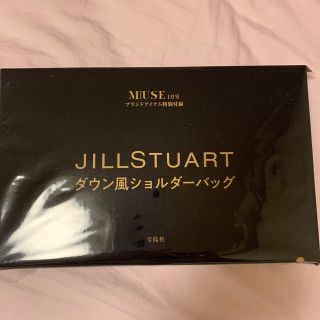 MUSE 1月号
ブランドアイテム特別付録
JILLSTUART
ダウン風ショルダーバッグ
宝島社